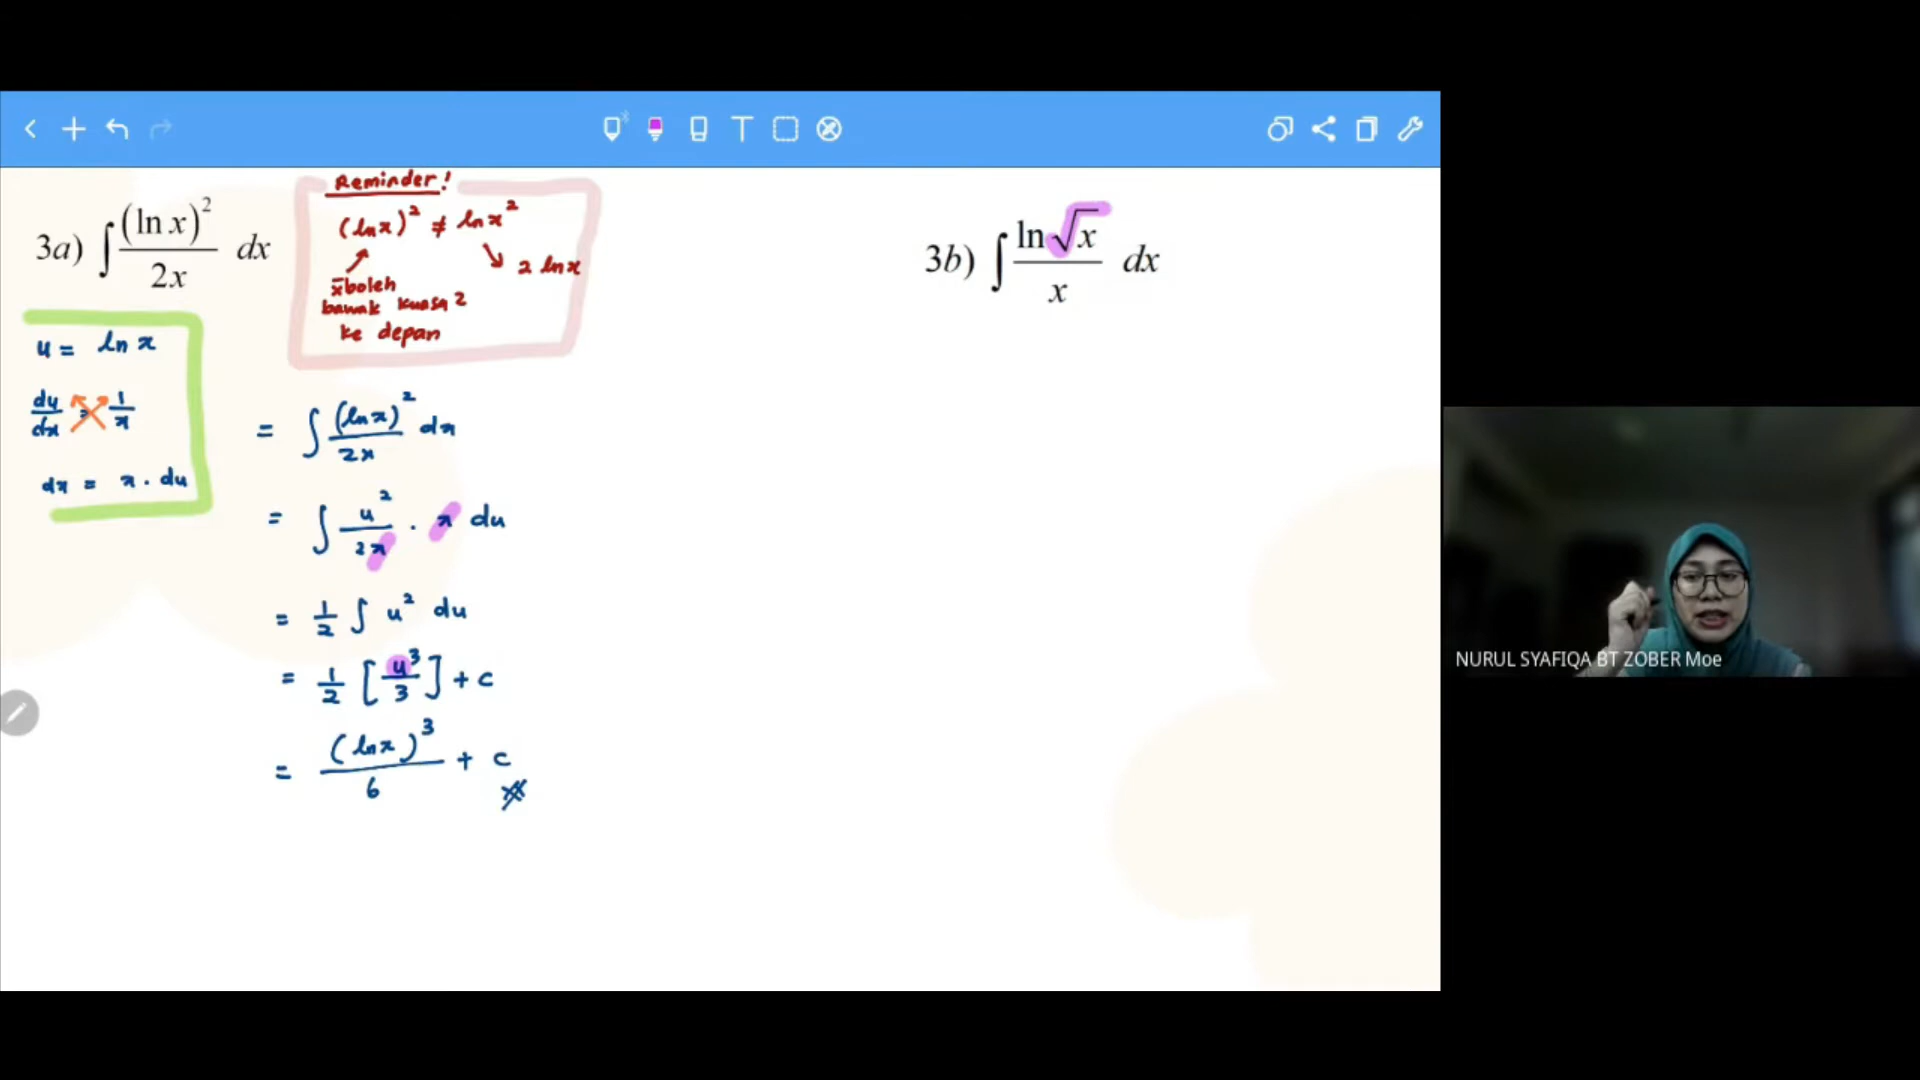 3a) ∫ (ln x)² / 2x dx
Reminder!
(ln x)² ≠ ln x²
2 ln x
x̄ boleh
bawak kuasa 2
ke depan
u = ln x
du/dx = 1/x
dx = x . du
= ∫ (ln x)² / 2x dx
= ∫ u² / 2x . x du
= 1/2 ∫ u² du
= 1/2 [u³/3] + c
= (ln x)³ / 6 + c
3b) ∫ ln √x / x dx
NURUL SYAFIQA BT ZOBER Moe